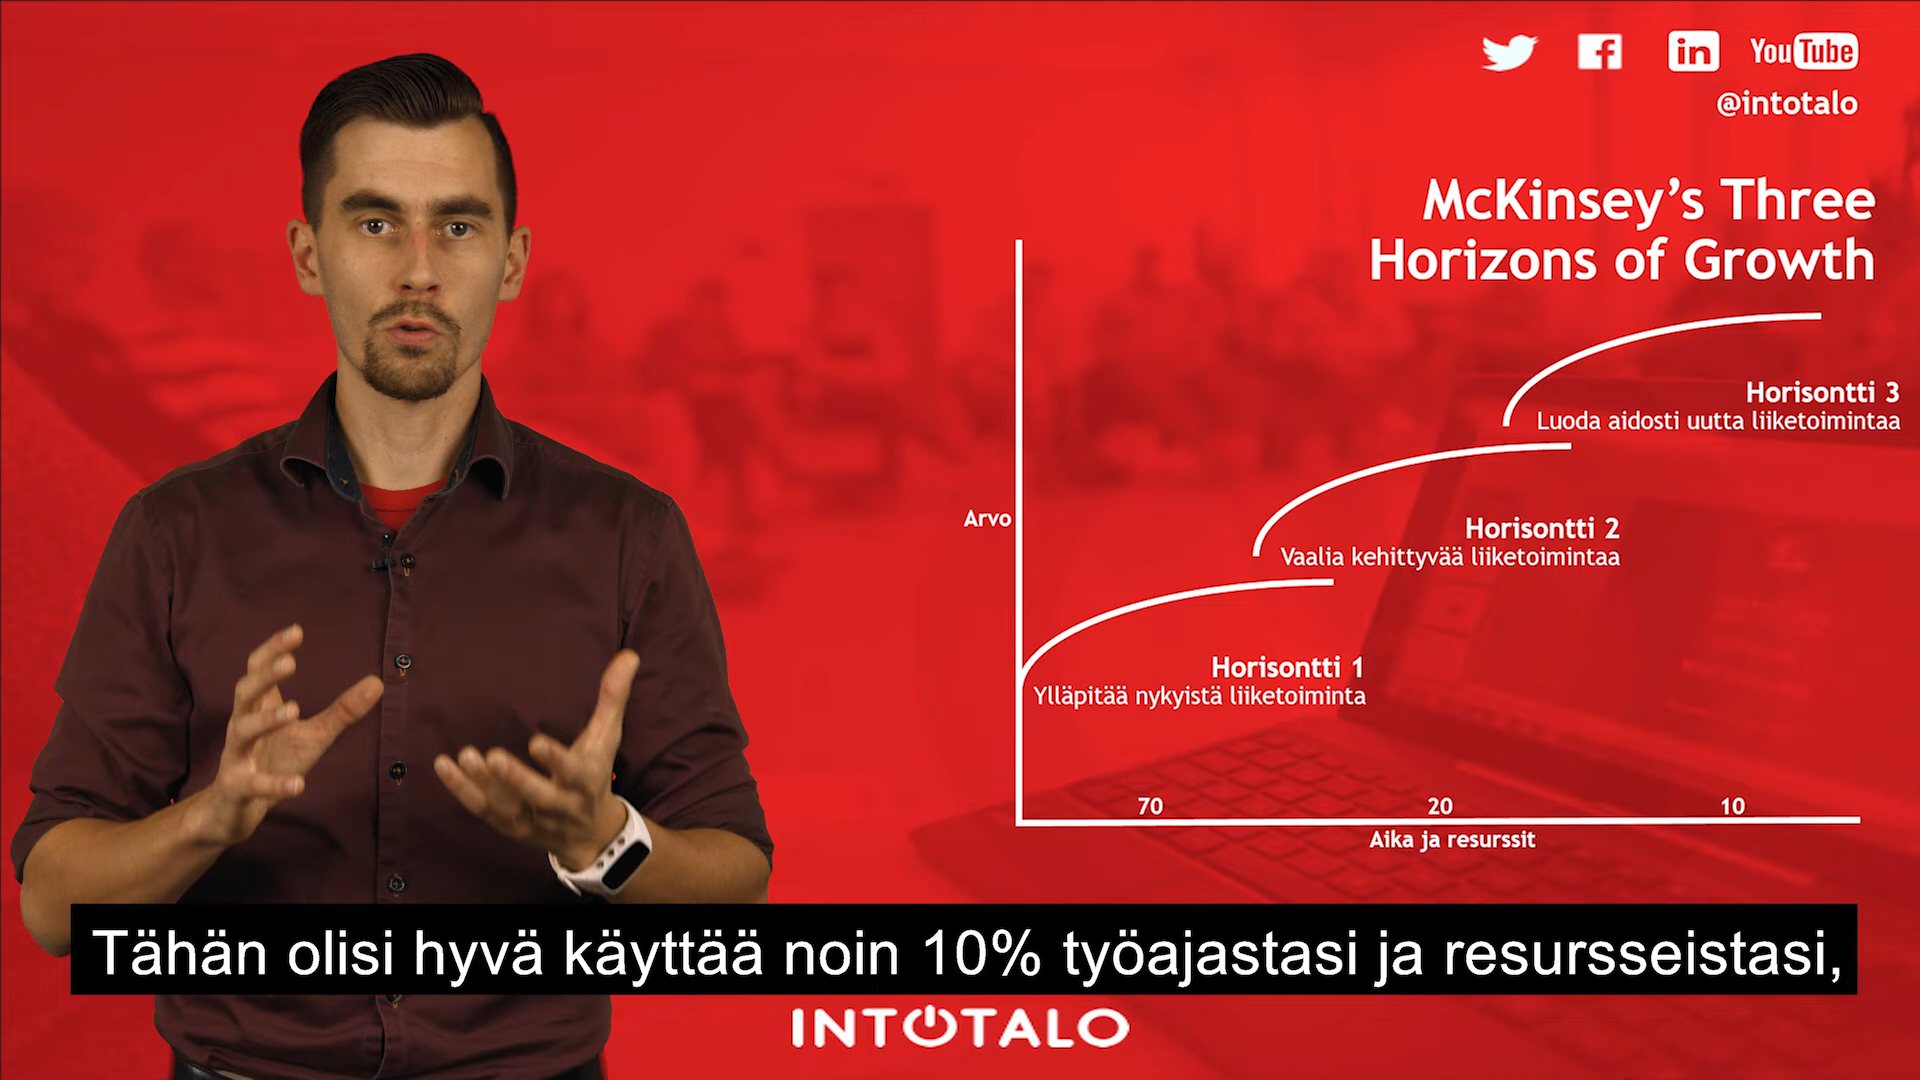 You Tube
@intotalo
McKinsey's Three
Horizons of Growth
Horisontti 3
Luoda aidosti uutta liiketoimintaa
Arvo
Horisontti 2
Vaalia kehittyvää liiketoimintaa
Horisontti 1
Ylläpitää nykyistä liiketoiminta
70 20 10
Aika ja resurssit
Tähän olisi hyvä käyttää noin 10% työajastasi ja resursseistasi,
INTOTALO